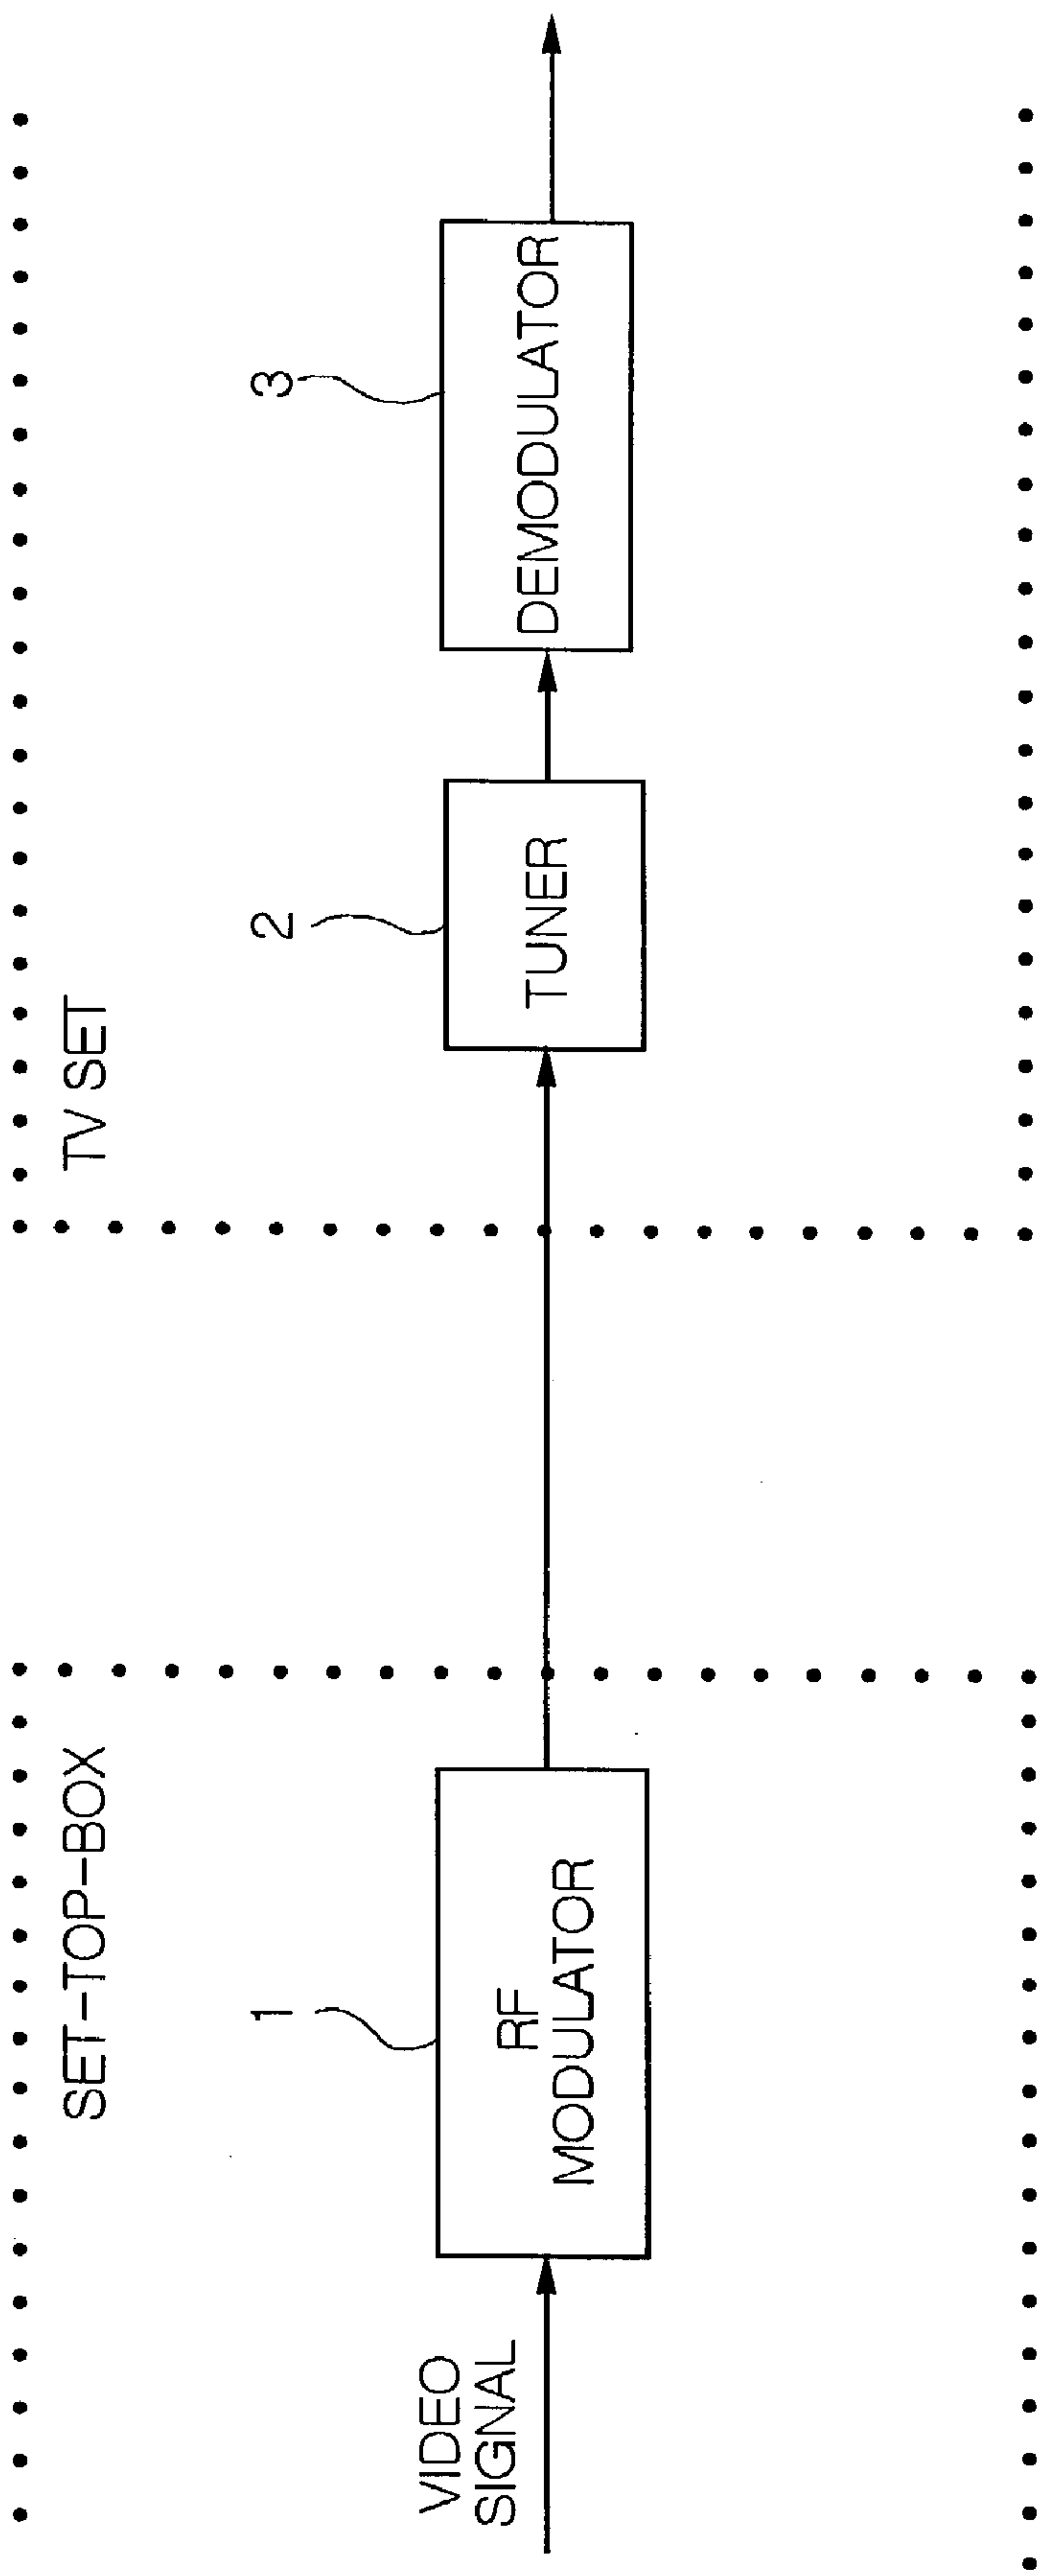 SET-TOP-BOX
TV SET
VIDEO
SIGNAL
1
RF
MODULATOR
2
TUNER
3
DEMODULATOR